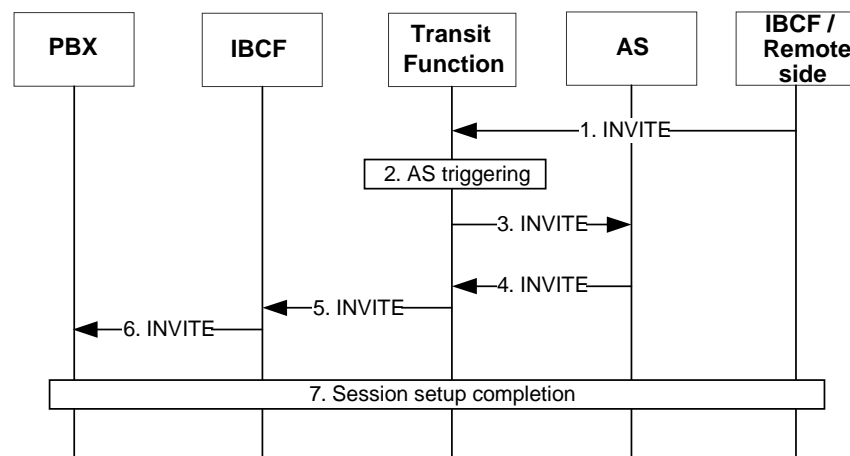 PBX
IBCF
Transit
Function
AS
IBCF /
Remote
side
1. INVITE
2. AS triggering
3. INVITE
4. INVITE
5. INVITE
6. INVITE
7. Session setup completion